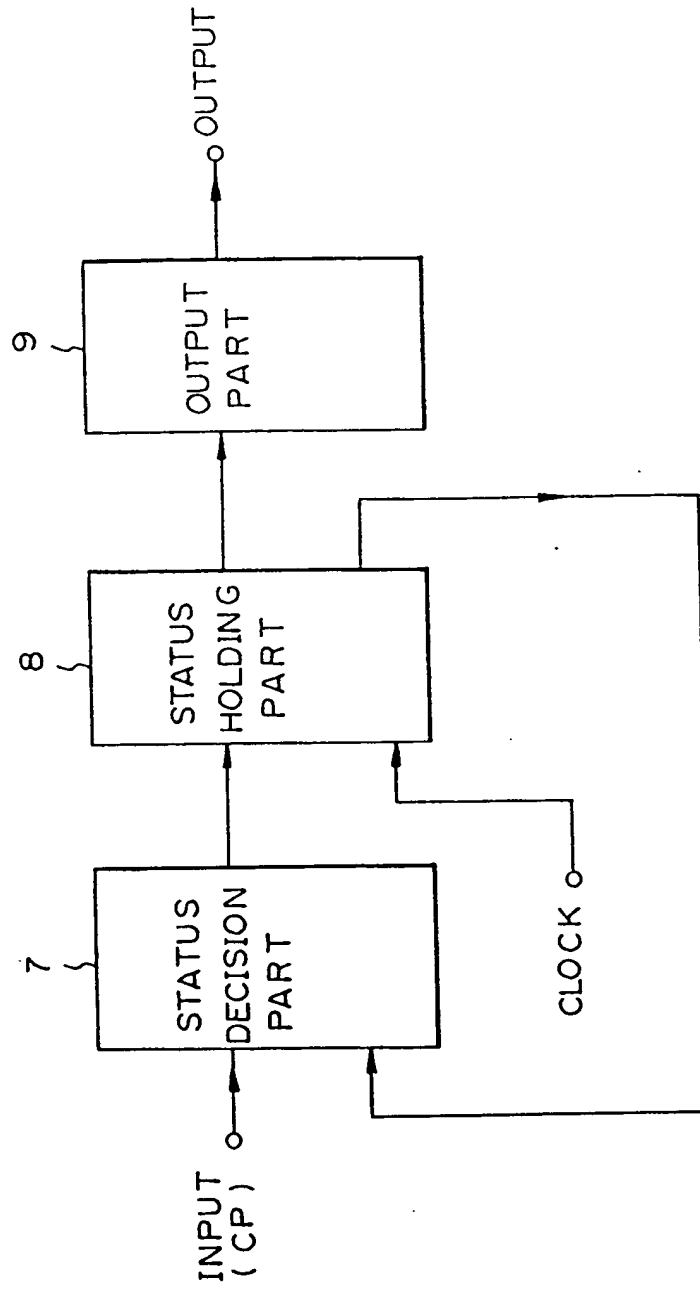 7
8
9
INPUT
(CP)
STATUS
DECISION
PART
STATUS
HOLDING
PART
OUTPUT
PART
OUTPUT
CLOCK